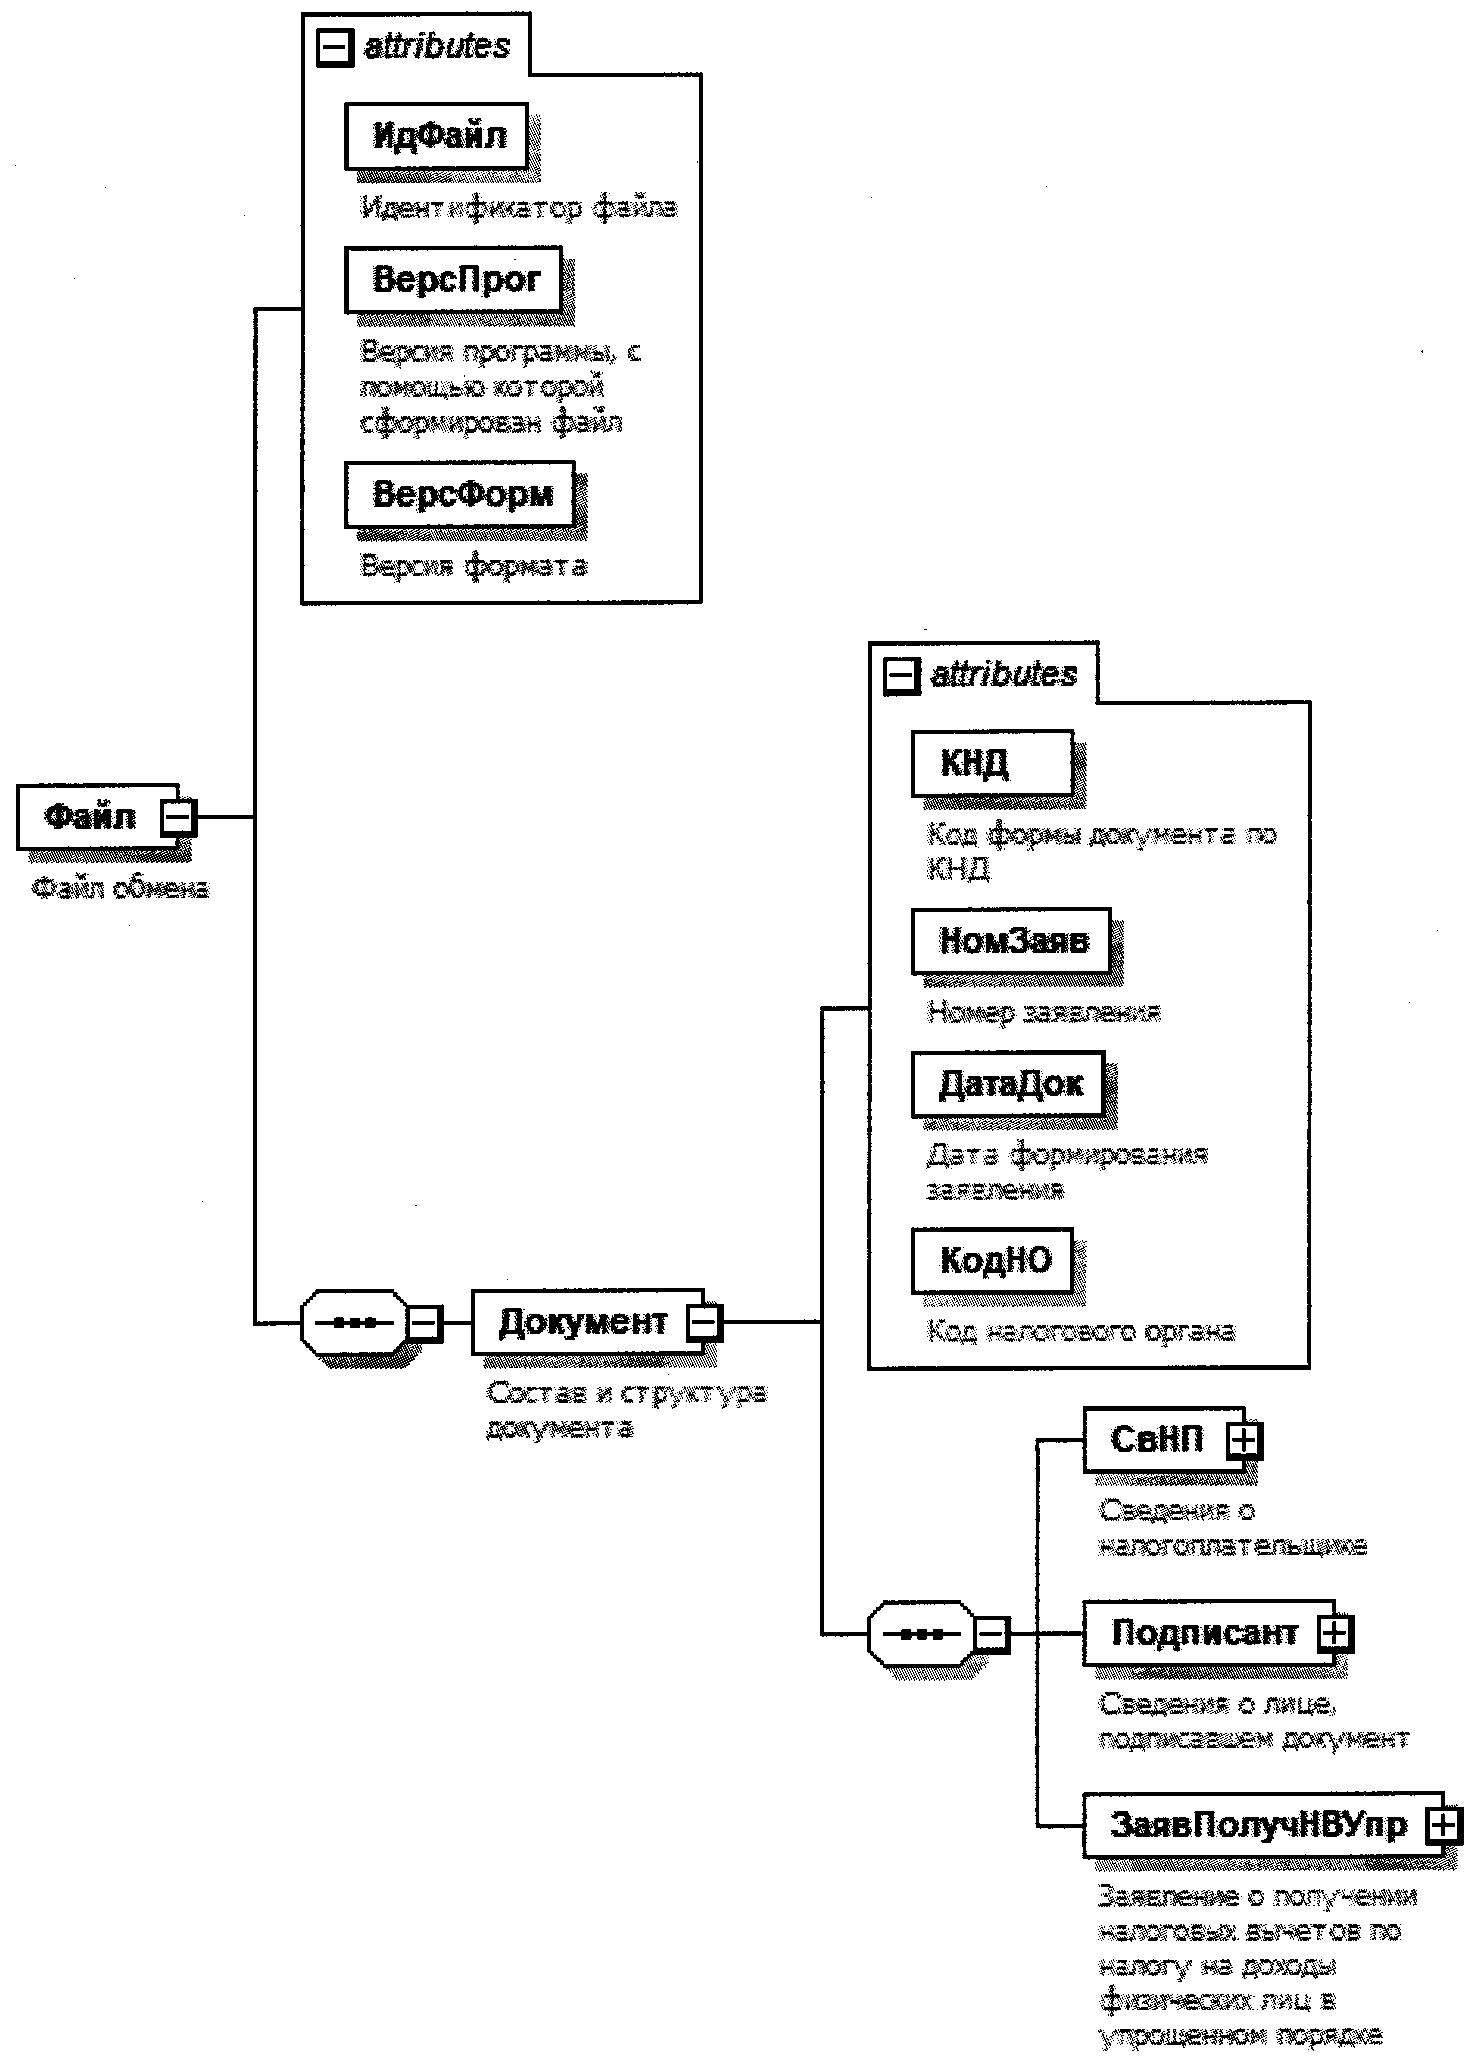 attributes
ИдФайл
Идентификатор файла
ВерсПрог
Версия программы, с
помощью которой
сформирован файл
ВерсФорм
Версия формата
attributes
КНД
Код формы документа по
КНД
Файл
Файл обмена
НомЗаяв
Номер заявления
ДатаДок
Дата формирования
заявления
КодНО
Код налогового органа
Документ
Состав и структура
документа
СвНП
Сведения о
налогоплательщике
Подписант
Сведения о лице,
подписавшем документ
ЗаявПолучНВУпр
Заявление о получении
налоговых вычетов по
налогу на доходы
физических лиц в
упрощенном порядке